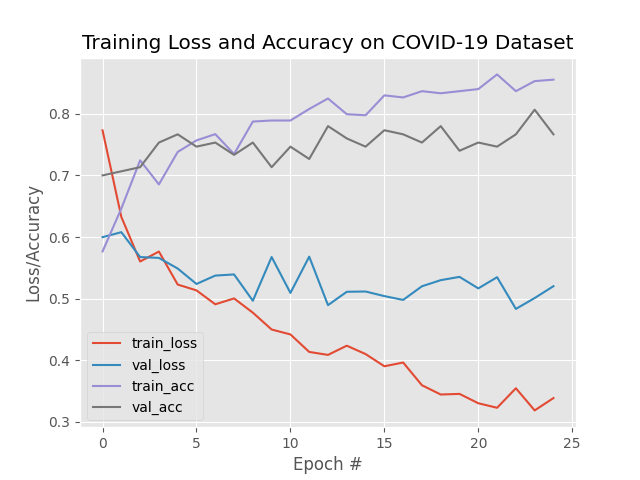 Training Loss and Accuracy on COVID-19 Dataset
Loss/Accuracy
0.8
0.7
0.6
0.5
0.4
0.3
train_loss
val_loss
train_acc
val_acc
0 5 10 15 20 25
Epoch #